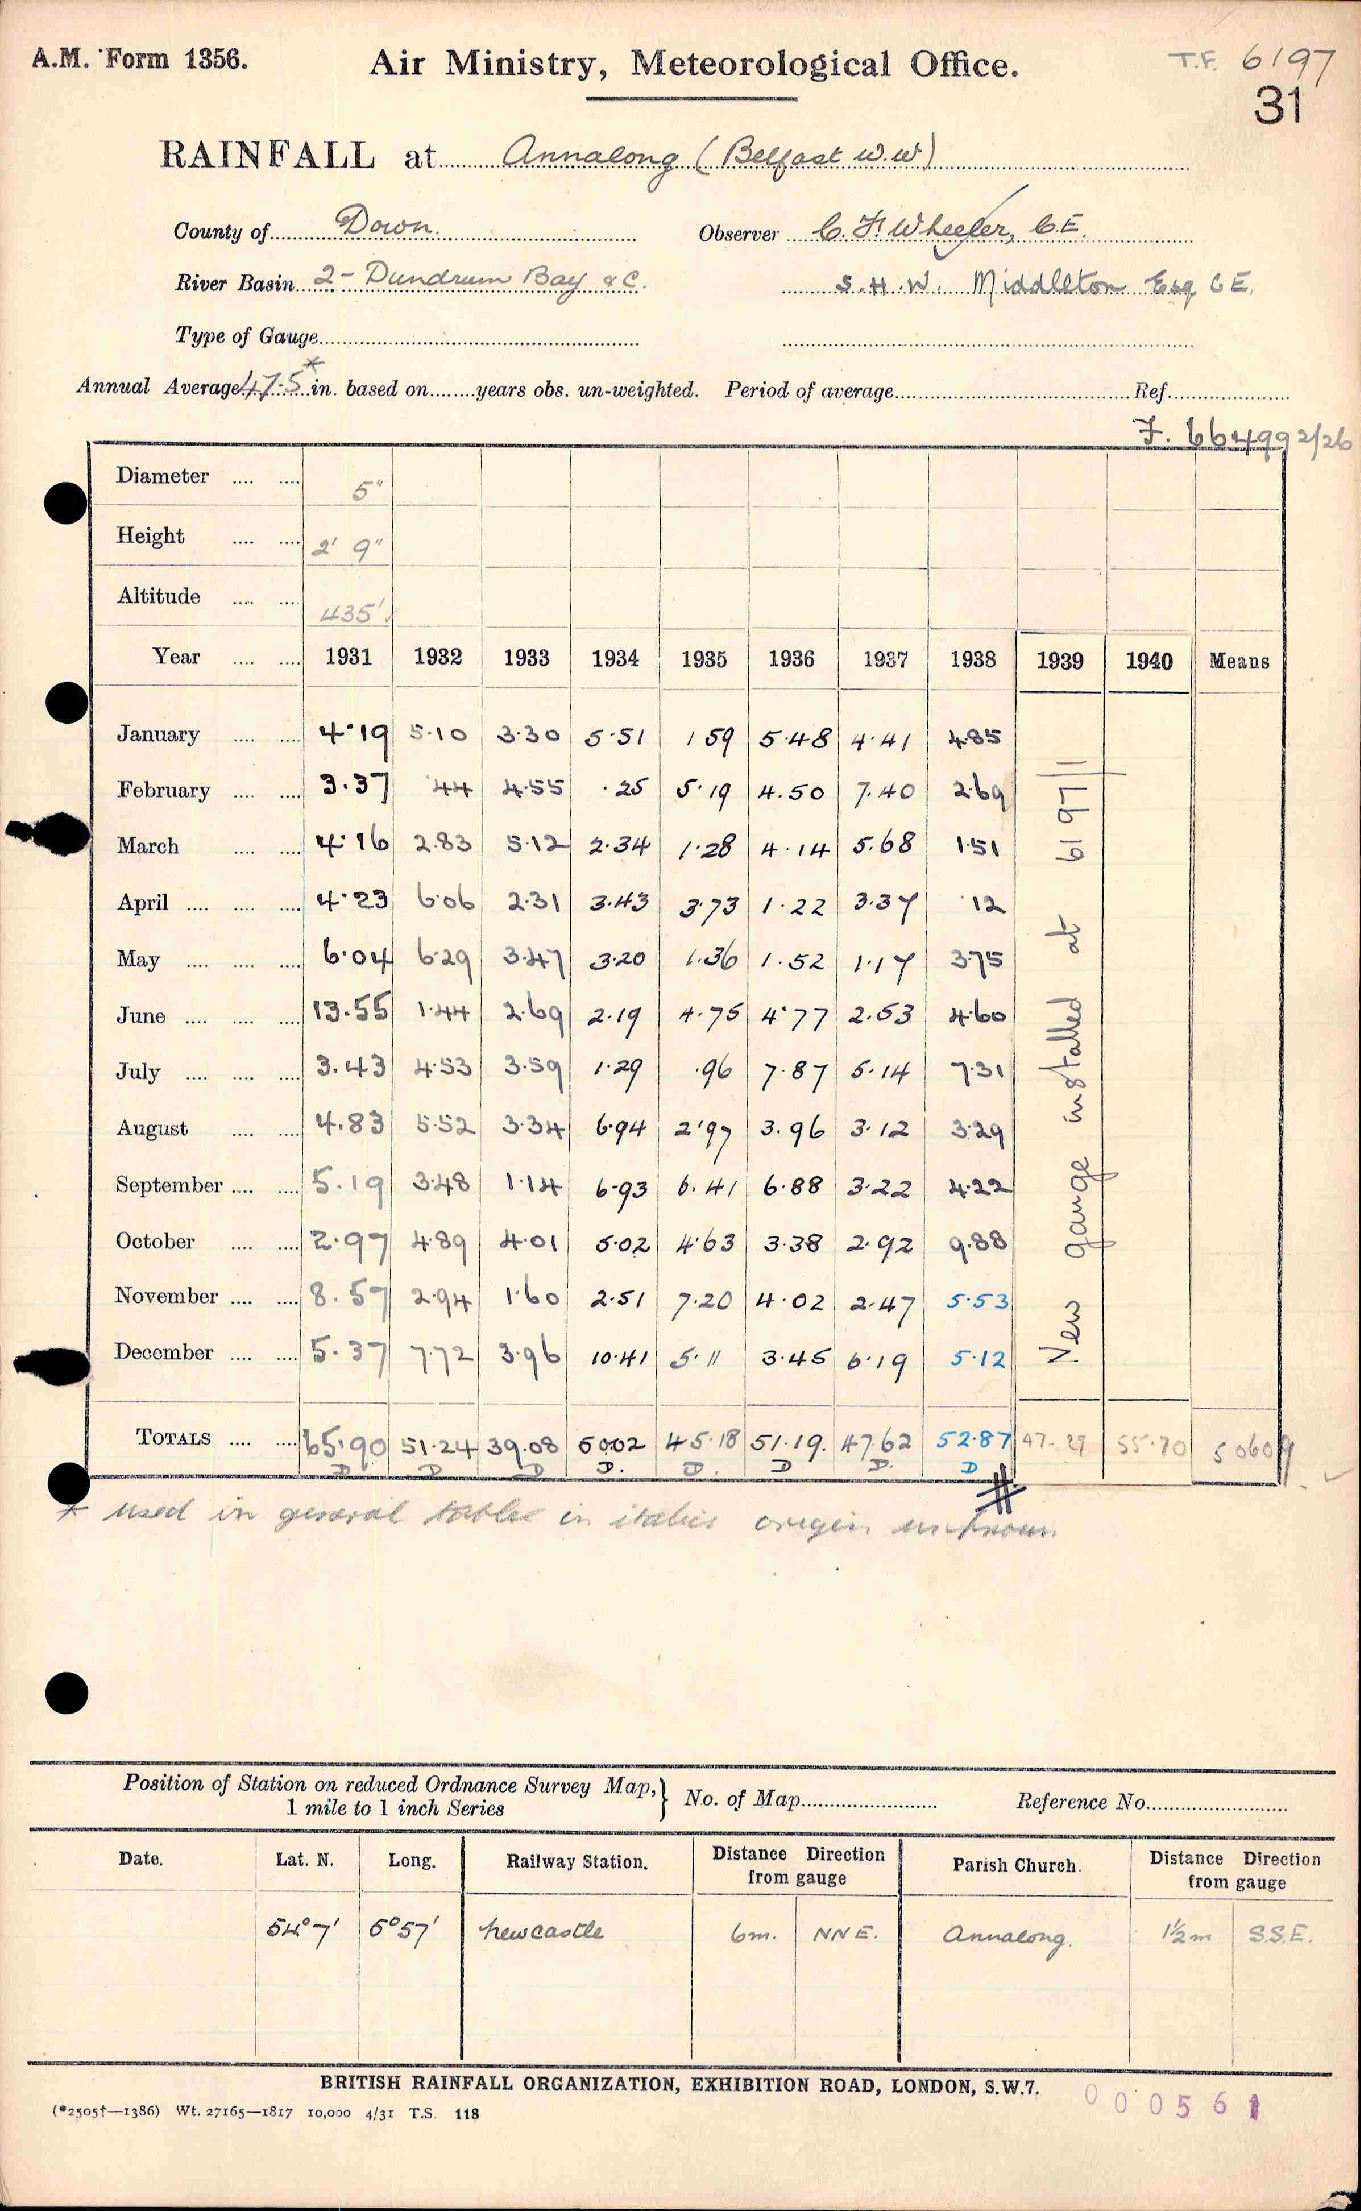 A.M. Form 1356. Air Ministry, Meteorological Office. T.F. 6197
31
RAINFALL at Annalong (Belfast W.W)
County of Down. Observer C. F. Wheeler, C.E.
River Basin 2 - Dundrum Bay &c. S.H.W. Middleton Esq C E.
Type of Gauge
Annual Average 47.5* in. based on years obs. un-weighted. Period of average Ref.
F. 664992/26
Diameter 5"
Height 2' 9"
Altitude 435'
Year 1931 1932 1933 1934 1935 1936 1937 1938 1939 1940 Means
January 4.19 5.10 3.30 5.51 1 59 5.48 4.41 4.85
February 3.37 .44 4.55 .25 5.19 4.50 7.40 2.69
March 4.16 2.83 5.12 2.34 1.28 4.14 5.68 1.51
April 4.23 6.06 2.31 3.43 3.73 1.22 3.37 .12
May 6.04 6.29 3.47 3.20 1.36 1.52 1.17 3.75
June 13.55 1.44 2.69 2.19 4.75 4.77 2.53 4.60
July 3.43 4.53 3.59 1.29 .96 7.87 5.14 7.31
August 4.83 5.52 3.34 6.94 2.97 3.96 3.12 3.29
September 5.19 3.48 1.14 6.93 6.41 6.88 3.22 4.22
October 2.97 4.89 4.01 5.02 4.63 3.38 2.92 9.88
November 8.57 2.94 1.60 2.51 7.20 4.02 2.47 5.53
December 5.37 7.72 3.96 10.41 5.11 3.45 6.19 5.12
New gauge installed at 6197/1
TOTALS 65.90 51.24 39.08 50.02 45.18 51.19. 47.62 52.87 47.29 55.70 50609
D D D D. D. D D. D
#
* used in general tables in italics origin unknown
Position of Station on reduced Ordnance Survey Map, } No. of Map Reference No.
1 mile to 1 inch Series
Date. Lat. N. Long. Railway Station. Distance Direction from gauge Parish Church. Distance Direction from gauge
54°7' 5°57' Newcastle 6m. NNE. Annalong. 1½m S.S.E.
BRITISH RAINFALL ORGANIZATION, EXHIBITION ROAD, LONDON, S.W.7.
(*2505†—1386) Wt. 27165—1817 10,000 4/31 T.S. 118
000561